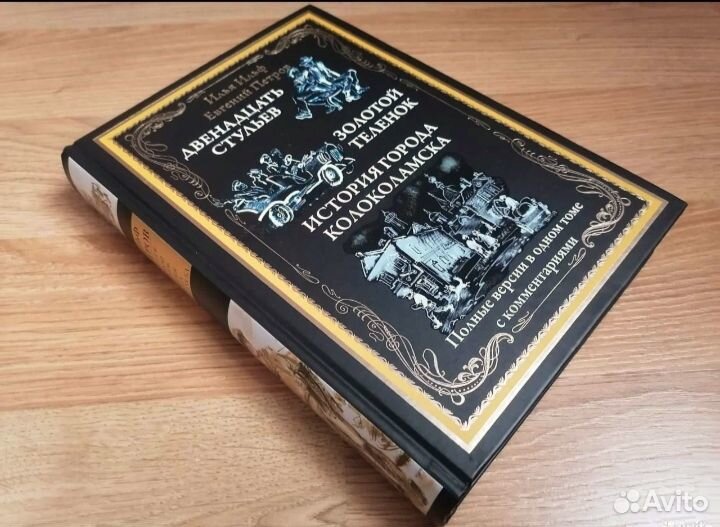 Илья Ильф
Евгений Петров
ДВЕНАДЦАТЬ
СТУЛЬЕВ
ЗОЛОТОЙ
ТЕЛЕНОК
ИСТОРИЯ ГОРОДА
КОЛОКОЛАМСКА
Полные версии в одном томе
с комментариями
Avito